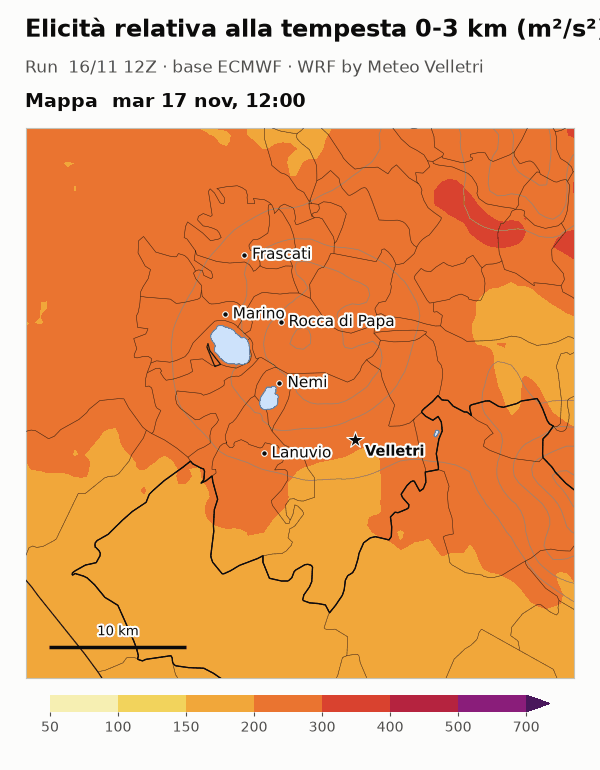 Elicità relativa alla tempesta 0-3 km (m²/s²)
Run  16/11 12Z · base ECMWF · WRF by Meteo Velletri
Mappa  mar 17 nov, 12:00
Frascati
Marino
Rocca di Papa
Nemi
Velletri
Lanuvio
10 km
50 100 150 200 300 400 500 700